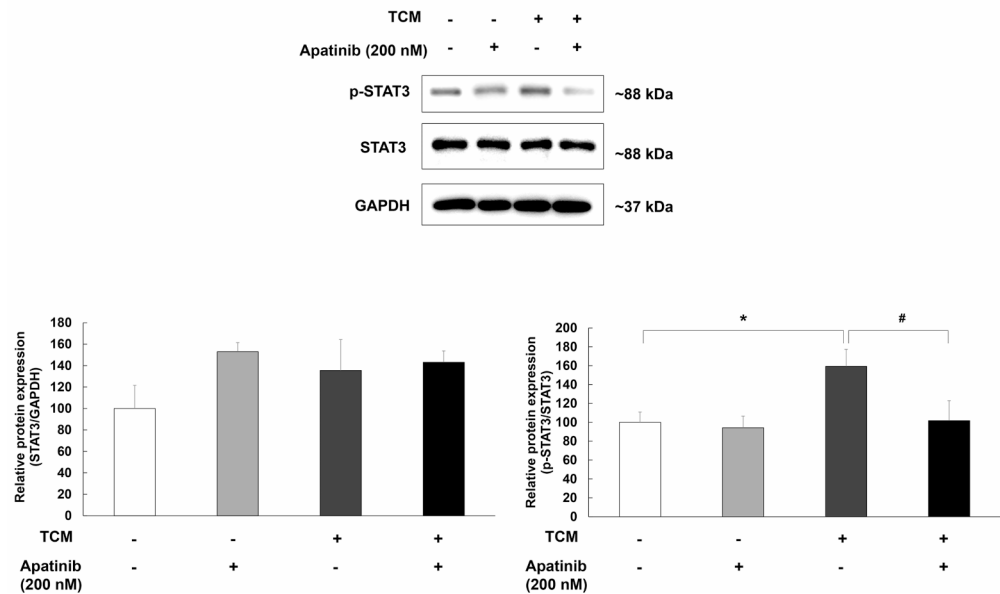 TCM - - + +
Apatinib (200 nM) - + - +
p-STAT3 ~88 kDa
STAT3 ~88 kDa
GAPDH ~37 kDa
Relative protein expression
(STAT3/GAPDH)
180
160
140
120
100
80
60
40
20
0
TCM - - + +
Apatinib - + - +
(200 nM)
Relative protein expression
(p-STAT3/STAT3)
200
180
160
140
120
100
80
60
40
20
0
* #
TCM - - + +
Apatinib - + - +
(200 nM)